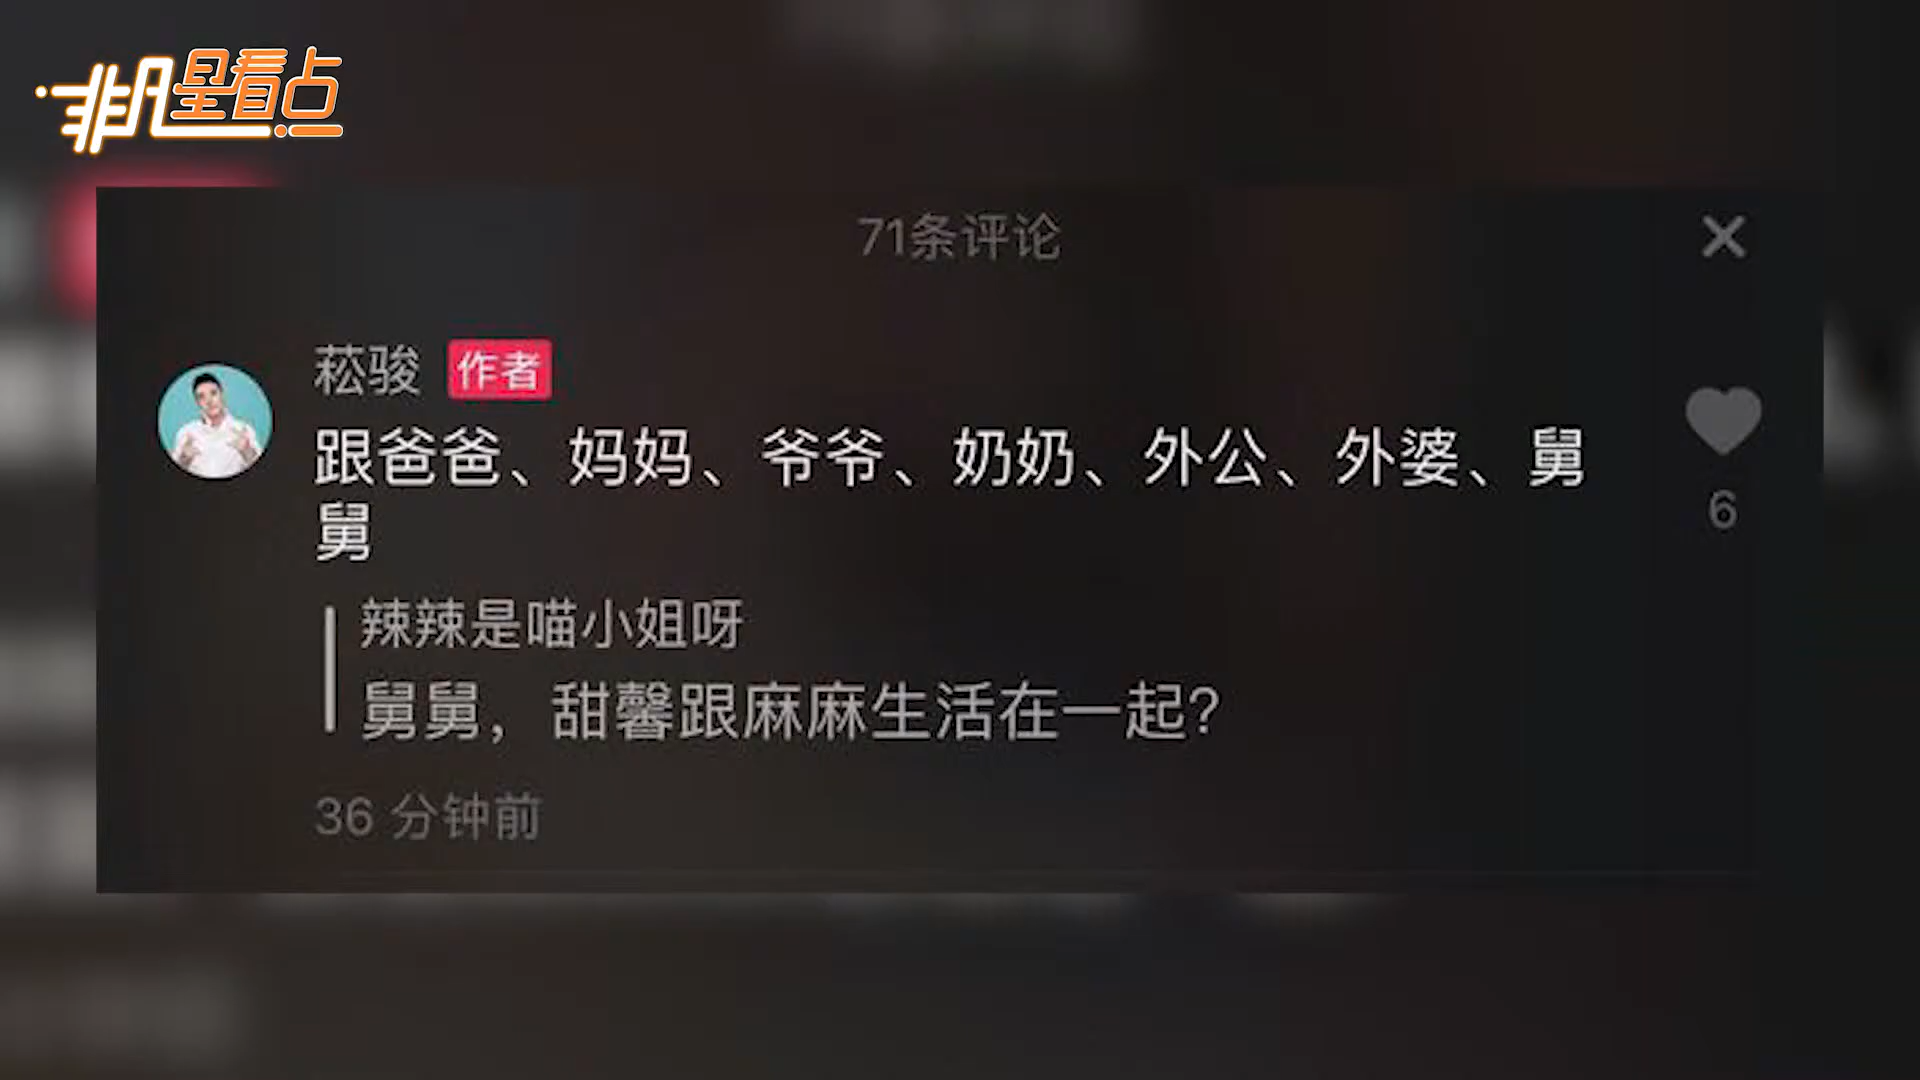 非凡星看点
71条评论
菘骏 作者
跟爸爸、妈妈、爷爷、奶奶、外公、外婆、舅
舅
6
辣辣是喵小姐呀
舅舅，甜馨跟麻麻生活在一起?
36 分钟前